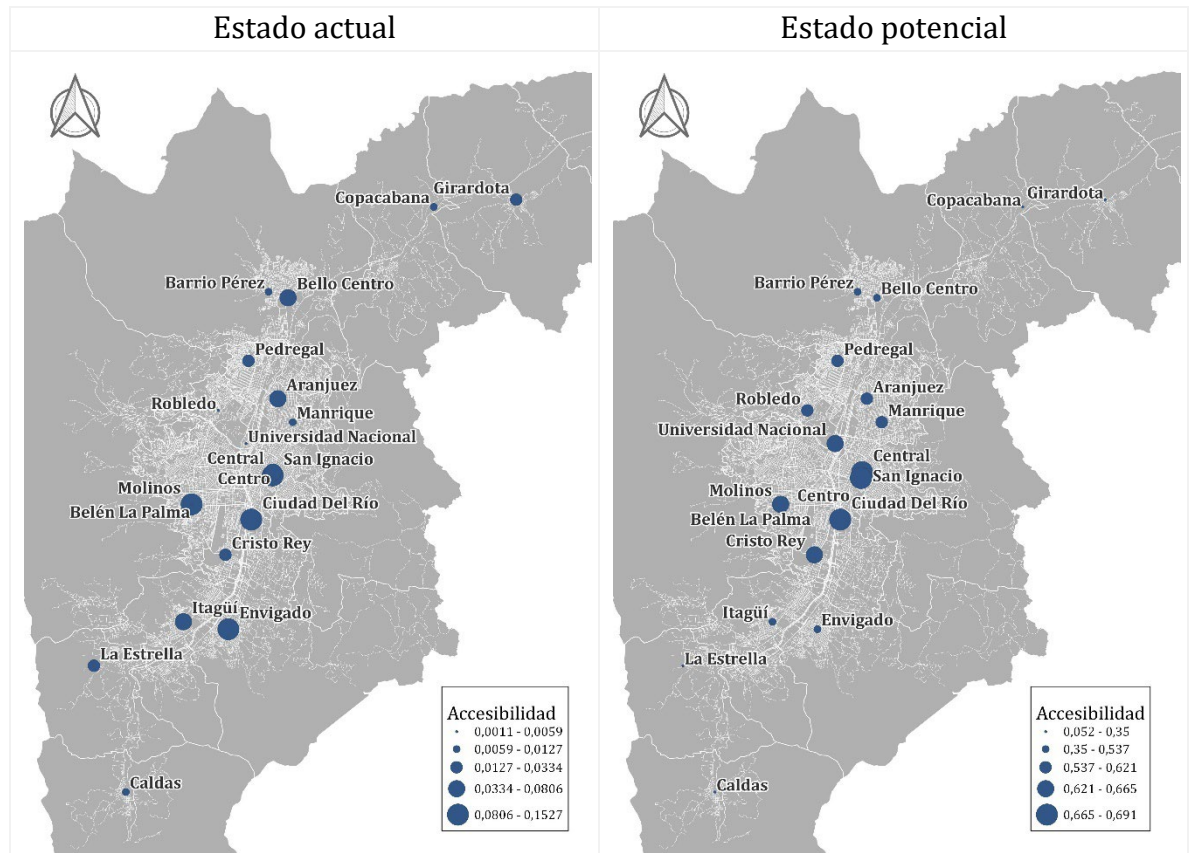 Estado actual
Copacabana
Girardota
Barrio Pérez
Bello Centro
Pedregal
Aranjuez
Robledo
Manrique
Universidad Nacional
Central
San Ignacio
Centro
Molinos
Ciudad Del Río
Belén La Palma
Cristo Rey
Itagüí
Envigado
La Estrella
Caldas
Accesibilidad
0,0011 - 0,0059
0,0059 - 0,0127
0,0127 - 0,0334
0,0334 - 0,0806
0,0806 - 0,1527
Estado potencial
Copacabana
Girardota
Barrio Pérez
Bello Centro
Pedregal
Aranjuez
Robledo
Manrique
Universidad Nacional
Central
San Ignacio
Molinos
Centro
Ciudad Del Río
Belén La Palma
Cristo Rey
Itagüí
Envigado
La Estrella
Caldas
Accesibilidad
0,052 - 0,35
0,35 - 0,537
0,537 - 0,621
0,621 - 0,665
0,665 - 0,691